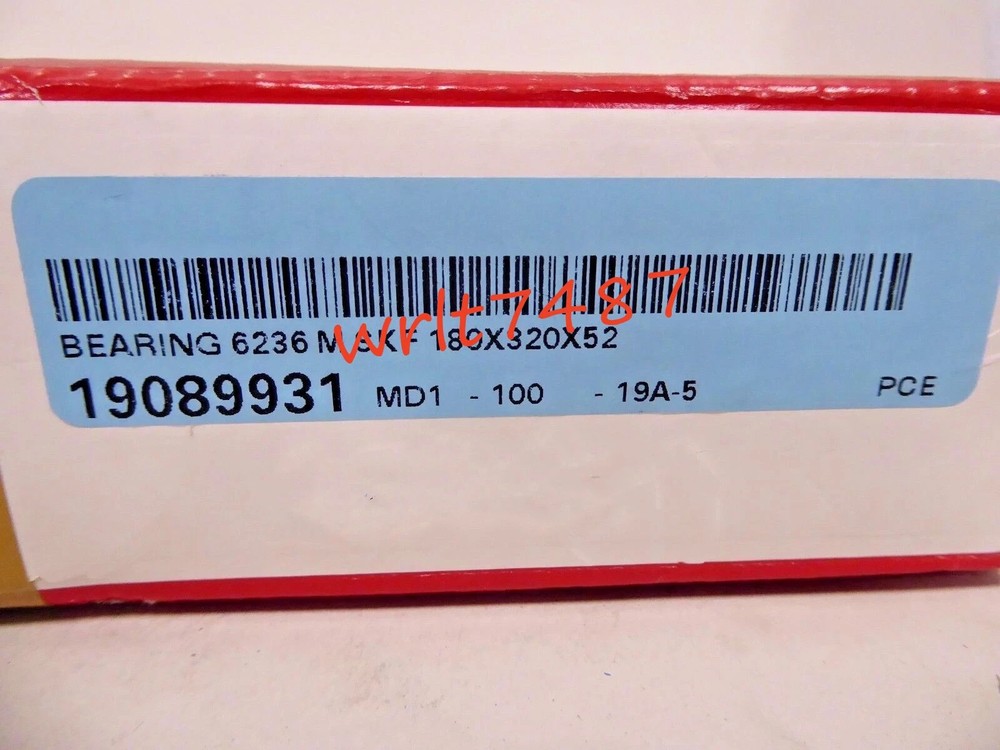 wrlt7487
BEARING 6236 M SKF 180X320X52
19089931 MD1 - 100 - 19A-5 PCE